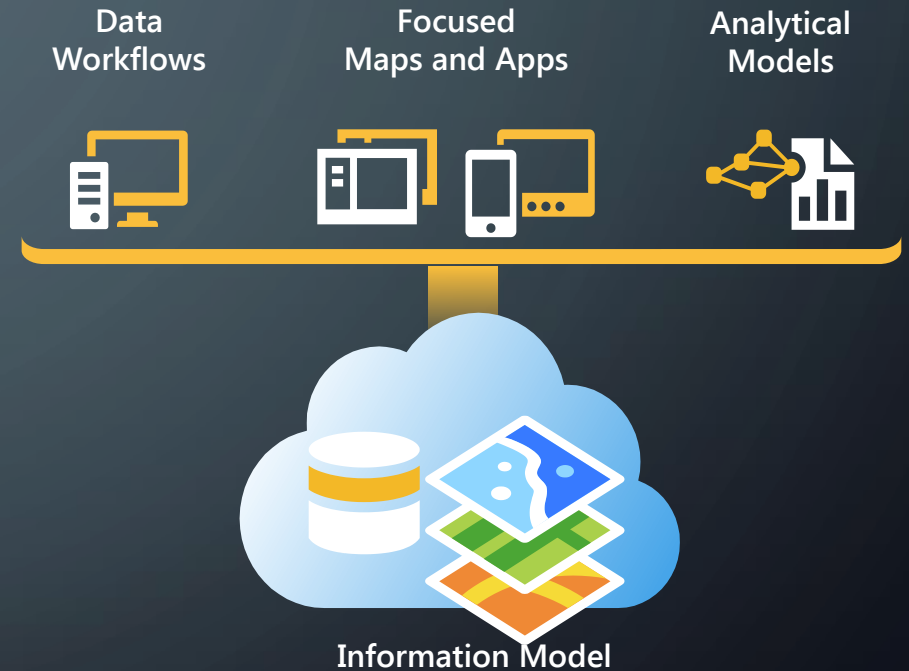 Data
Workflows
Focused
Maps and Apps
Analytical
Models
Information Model